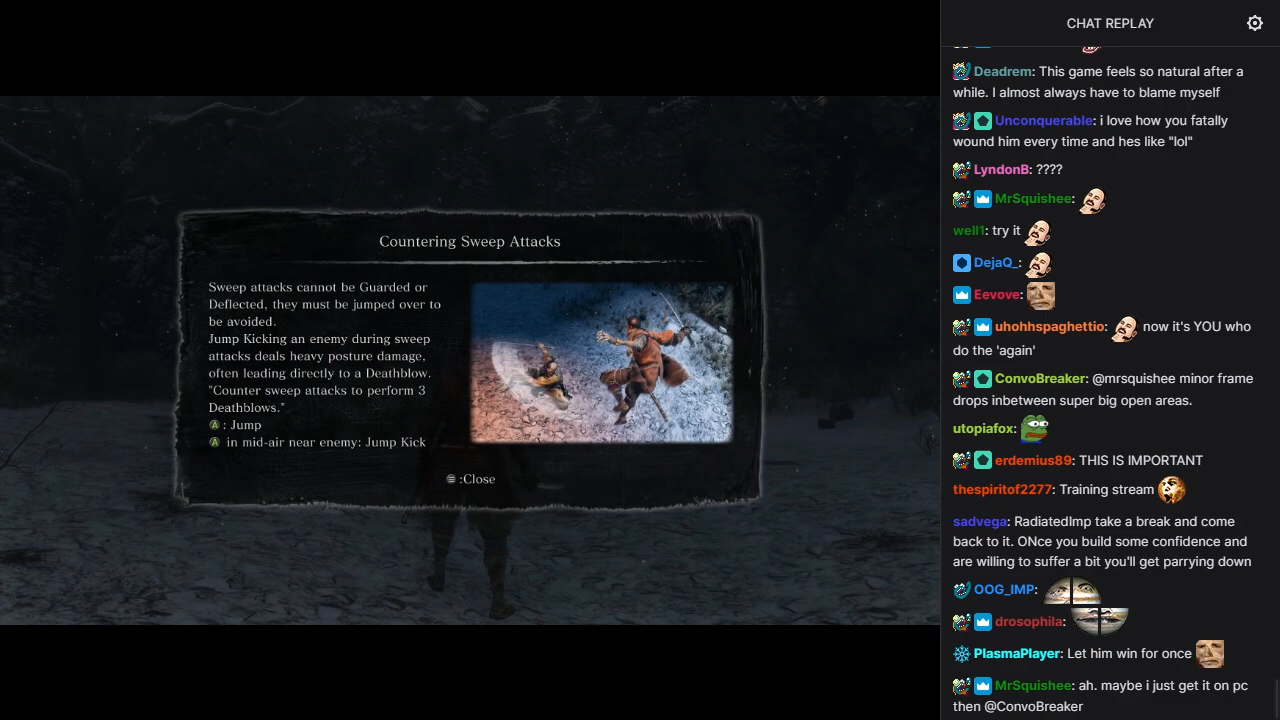 Countering Sweep Attacks
Sweep attacks cannot be Guarded or
Deflected, they must be jumped over to
be avoided.
Jump Kicking an enemy during sweep
attacks deals heavy posture damage,
often leading directly to a Deathblow.
"Counter sweep attacks to perform 3
Deathblows."
A : Jump
A in mid-air near enemy: Jump Kick
:Close
CHAT REPLAY
Deadrem: This game feels so natural after a
while. I almost always have to blame myself
Unconquerable: i love how you fatally
wound him every time and hes like "lol"
LyndonB: ????
MrSquishee:
well1: try it
DejaQ_:
Eevove:
uhohhspaghettio: now it's YOU who
do the 'again'
ConvoBreaker: @mrsquishee minor frame
drops inbetween super big open areas.
utopiafox:
erdemius89: THIS IS IMPORTANT
thespiritof2277: Training stream
sadvega: RadiatedImp take a break and come
back to it. ONce you build some confidence and
are willing to suffer a bit you'll get parrying down
OOG_IMP:
drosophila:
PlasmaPlayer: Let him win for once
MrSquishee: ah. maybe i just get it on pc
then @ConvoBreaker